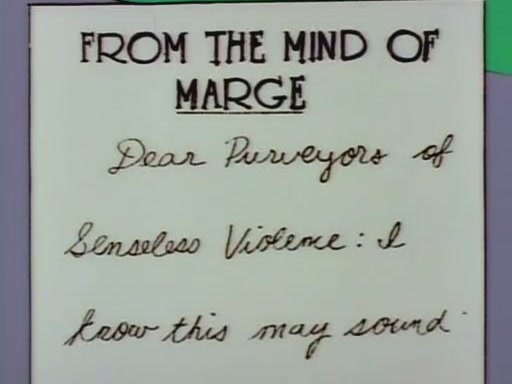 FROM THE MIND OF
MARGE
Dear Purveyors of
Senseless Violence: I
know this may sound